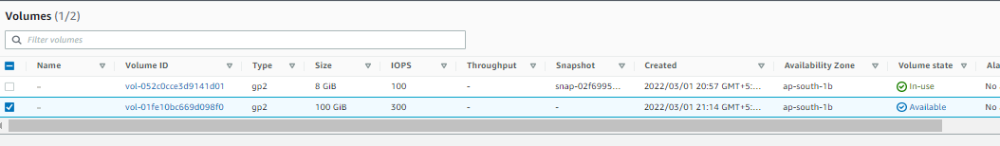 Volumes (1/2)
Filter volumes
Name Volume ID Type Size IOPS Throughput Snapshot Created Availability Zone Volume state Ala
– vol-052c0cce3d9141d01 gp2 8 GiB 100 - snap-02f6995... 2022/03/01 20:57 GMT+5:... ap-south-1b In-use No
– vol-01fe10bc669d098f0 gp2 100 GiB 300 - - 2022/03/01 21:14 GMT+5:... ap-south-1b Available No